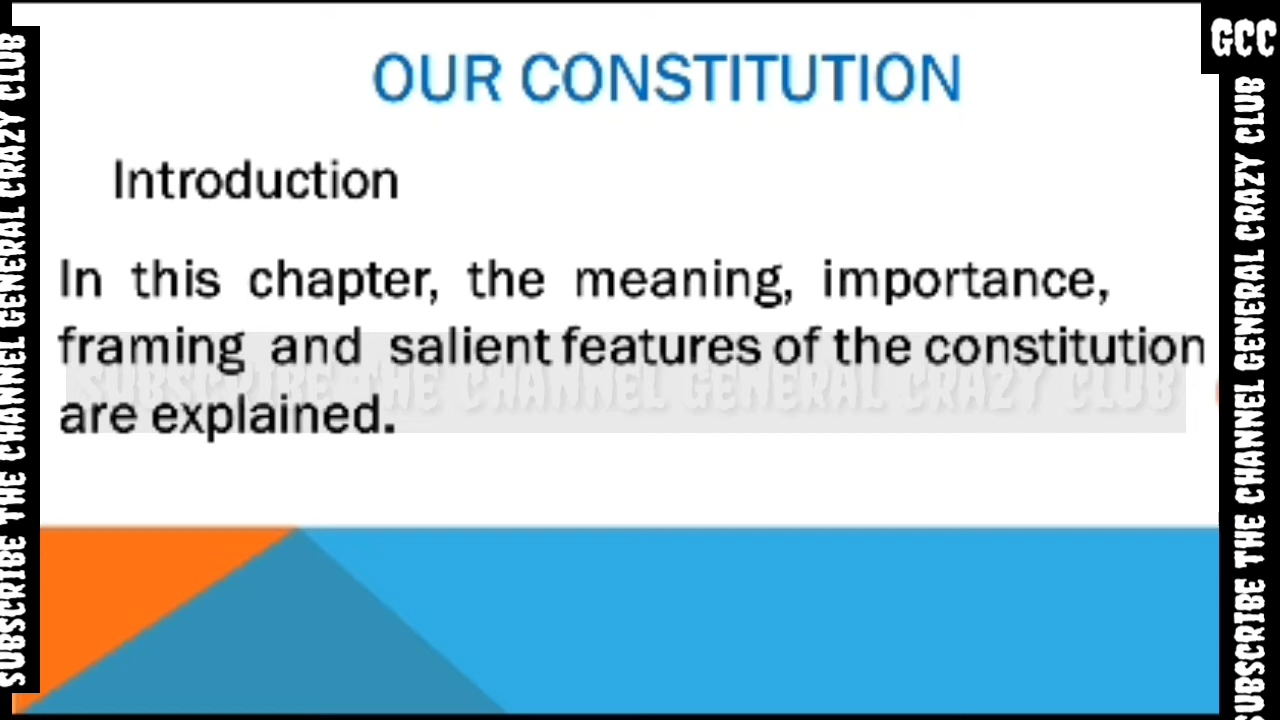 OUR CONSTITUTION
GCC
Introduction
In this chapter, the meaning, importance,
framing and salient features of the constitution
are explained.
SUBSCRIBE THE CHANNEL GENERAL CRAZY CLUB
SUBSCRIBE THE CHANNEL GENERAL CRAZY CLUB
SUBSCRIBE THE CHANNEL GENERAL CRAZY CLUB